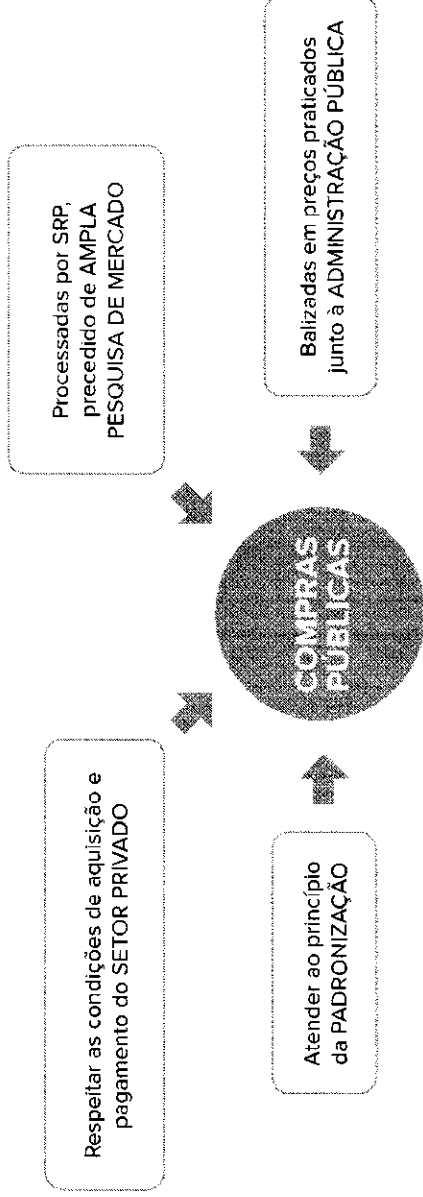 Respeitar as condições de aquisição e
pagamento do SETOR PRIVADO
Processadas por SRP,
precedido de AMPLA
PESQUISA DE MERCADO
Atender ao princípio
da PADRONIZAÇÃO
COMPRAS
PÚBLICAS
Balizadas em preços praticados
junto à ADMINISTRAÇÃO PÚBLICA